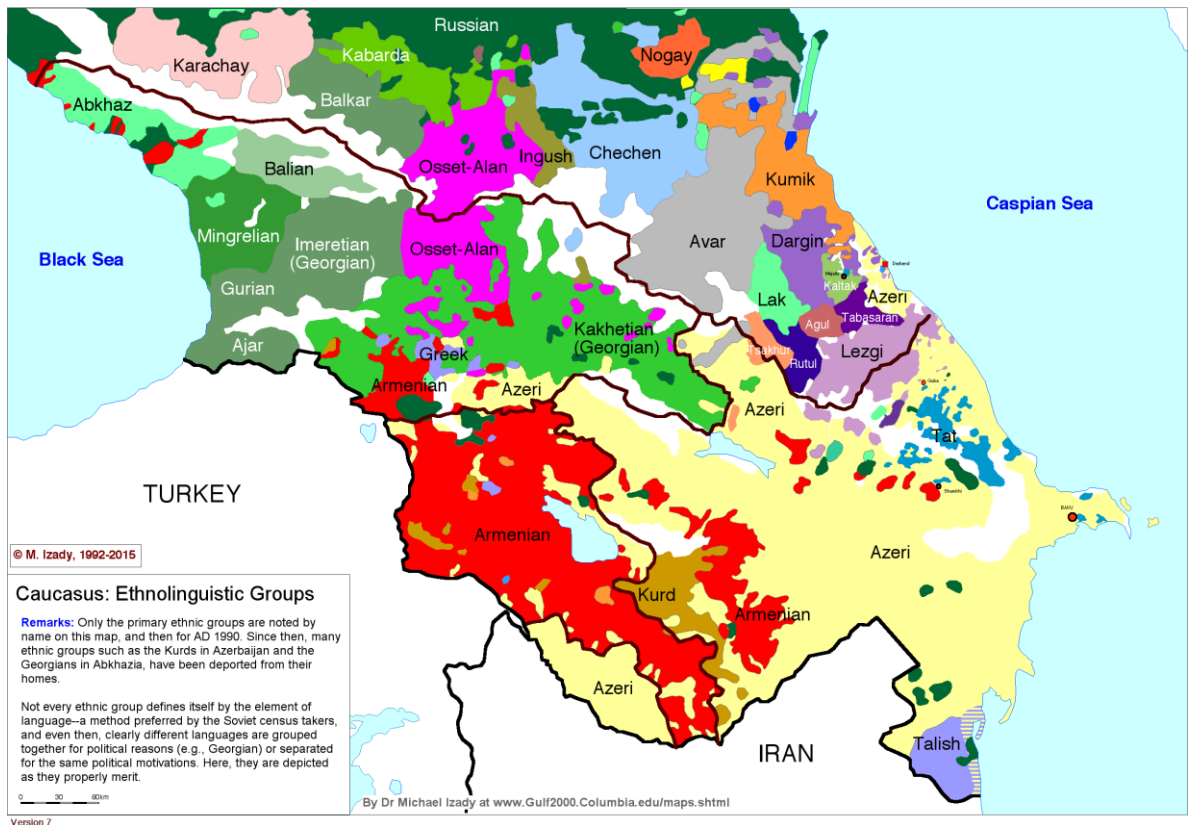 Russian
Karachay
Kabarda
Nogay
Balkar
Abkhaz
Balian
Osset-Alan
Ingush
Chechen
Kumik
Caspian Sea
Mingrelian
Imeretian
(Georgian)
Osset-Alan
Avar
Dargin
Black Sea
Derbend
Kaitak
Gurian
Lak
Azeri
Tabasaran
Agul
Kakhetian
(Georgian)
Ajar
Greek
Tsakhur
Rutul
Lezgi
Armenian
Azeri
Azeri
Quba
Tat
TURKEY
Baku
Armenian
Azeri
© M. Izady, 1992-2015
Kurd
Armenian
Azeri
IRAN
Talish
Caucasus: Ethnolinguistic Groups
Remarks: Only the primary ethnic groups are noted by
name on this map, and then for AD 1990. Since then, many
ethnic groups such as the Kurds in Azerbaijan and the
Georgians in Abkhazia, have been deported from their
homes.
Not every ethnic group defines itself by the element of
language--a method preferred by the Soviet census takers,
and even then, clearly different languages are grouped
together for political reasons (e.g., Georgian) or separated
for the same political motivations. Here, they are depicted
as they properly merit.
0 30 60km
By Dr Michael Izady at www.Gulf2000.Columbia.edu/maps.shtml
Version 7